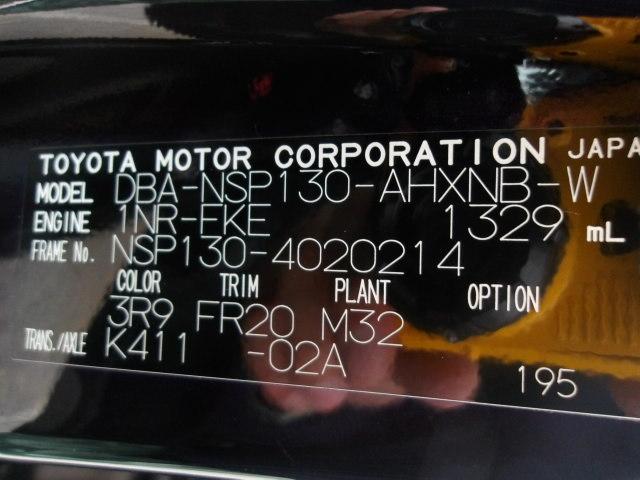 TOYOTA MOTOR CORPORATION JAPA
MODEL DBA-NSP130-AHXNB-W
ENGINE 1NR-FKE 1329 mL
FRAME No. NSP130-4020214
COLOR TRIM PLANT OPTION
3R9 FR20 M32
TRANS./AXLE K411 -02A
195